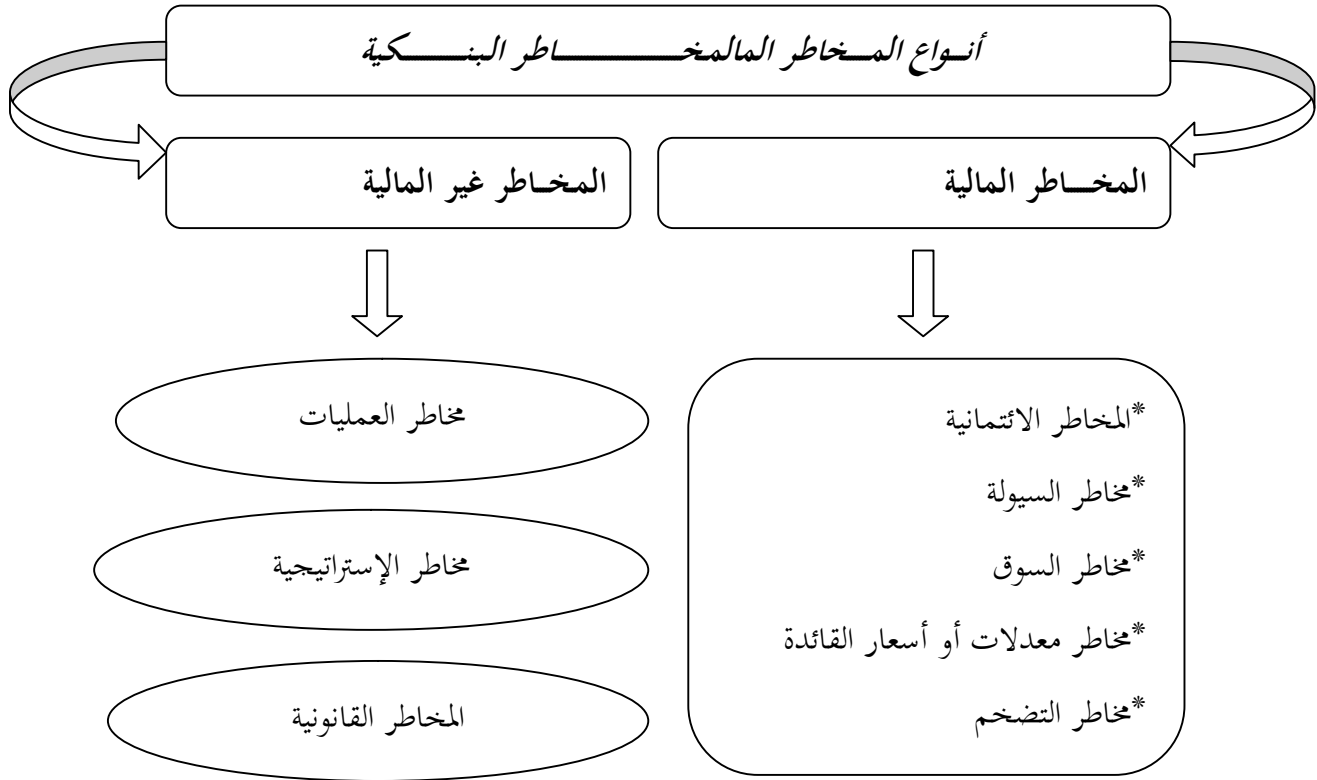 أنـواع المـخاطر المالمخـــــاطر البنــــكية
المخـــاطر المالية
المخـاطر غير المالية
*المخاطر الائتمانية
*مخاطر السيولة
*مخاطر السوق
*مخاطر معدلات أو أسعار القائدة
*مخاطر التضخم
مخاطر العمليات
مخاطر الإستراتيجية
المخاطر القانونية